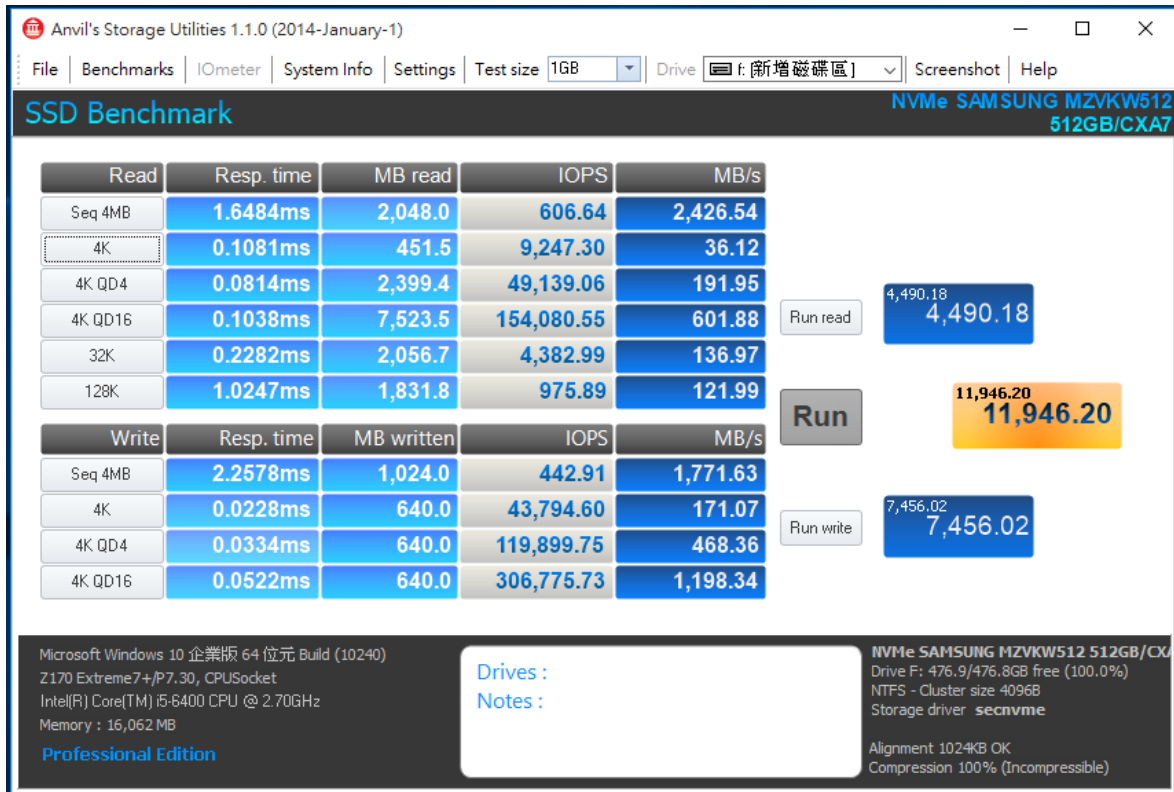 Anvil's Storage Utilities 1.1.0 (2014-January-1)
File Benchmarks IOmeter System Info Settings Test size 1GB Drive f: [新增磁碟區] Screenshot Help
SSD Benchmark
NVMe SAMSUNG MZVKW512
512GB/CXA7
Read Resp. time MB read IOPS MB/s
Seq 4MB 1.6484ms 2,048.0 606.64 2,426.54
4K 0.1081ms 451.5 9,247.30 36.12
4K QD4 0.0814ms 2,399.4 49,139.06 191.95
4K QD16 0.1038ms 7,523.5 154,080.55 601.88
32K 0.2282ms 2,056.7 4,382.99 136.97
128K 1.0247ms 1,831.8 975.89 121.99
Run read
4,490.18
4,490.18
Run
11,946.20
11,946.20
Write Resp. time MB written IOPS MB/s
Seq 4MB 2.2578ms 1,024.0 442.91 1,771.63
4K 0.0228ms 640.0 43,794.60 171.07
4K QD4 0.0334ms 640.0 119,899.75 468.36
4K QD16 0.0522ms 640.0 306,775.73 1,198.34
Run write
7,456.02
7,456.02
Microsoft Windows 10 企業版 64 位元 Build (10240)
Z170 Extreme7+/P7.30, CPUSocket
Intel(R) Core(TM) i5-6400 CPU @ 2.70GHz
Memory : 16,062 MB
Professional Edition
Drives :
Notes :
NVMe SAMSUNG MZVKW512 512GB/CX
Drive F: 476.9/476.8GB free (100.0%)
NTFS - Cluster size 4096B
Storage driver secnvme
Alignment 1024KB OK
Compression 100% (Incompressible)